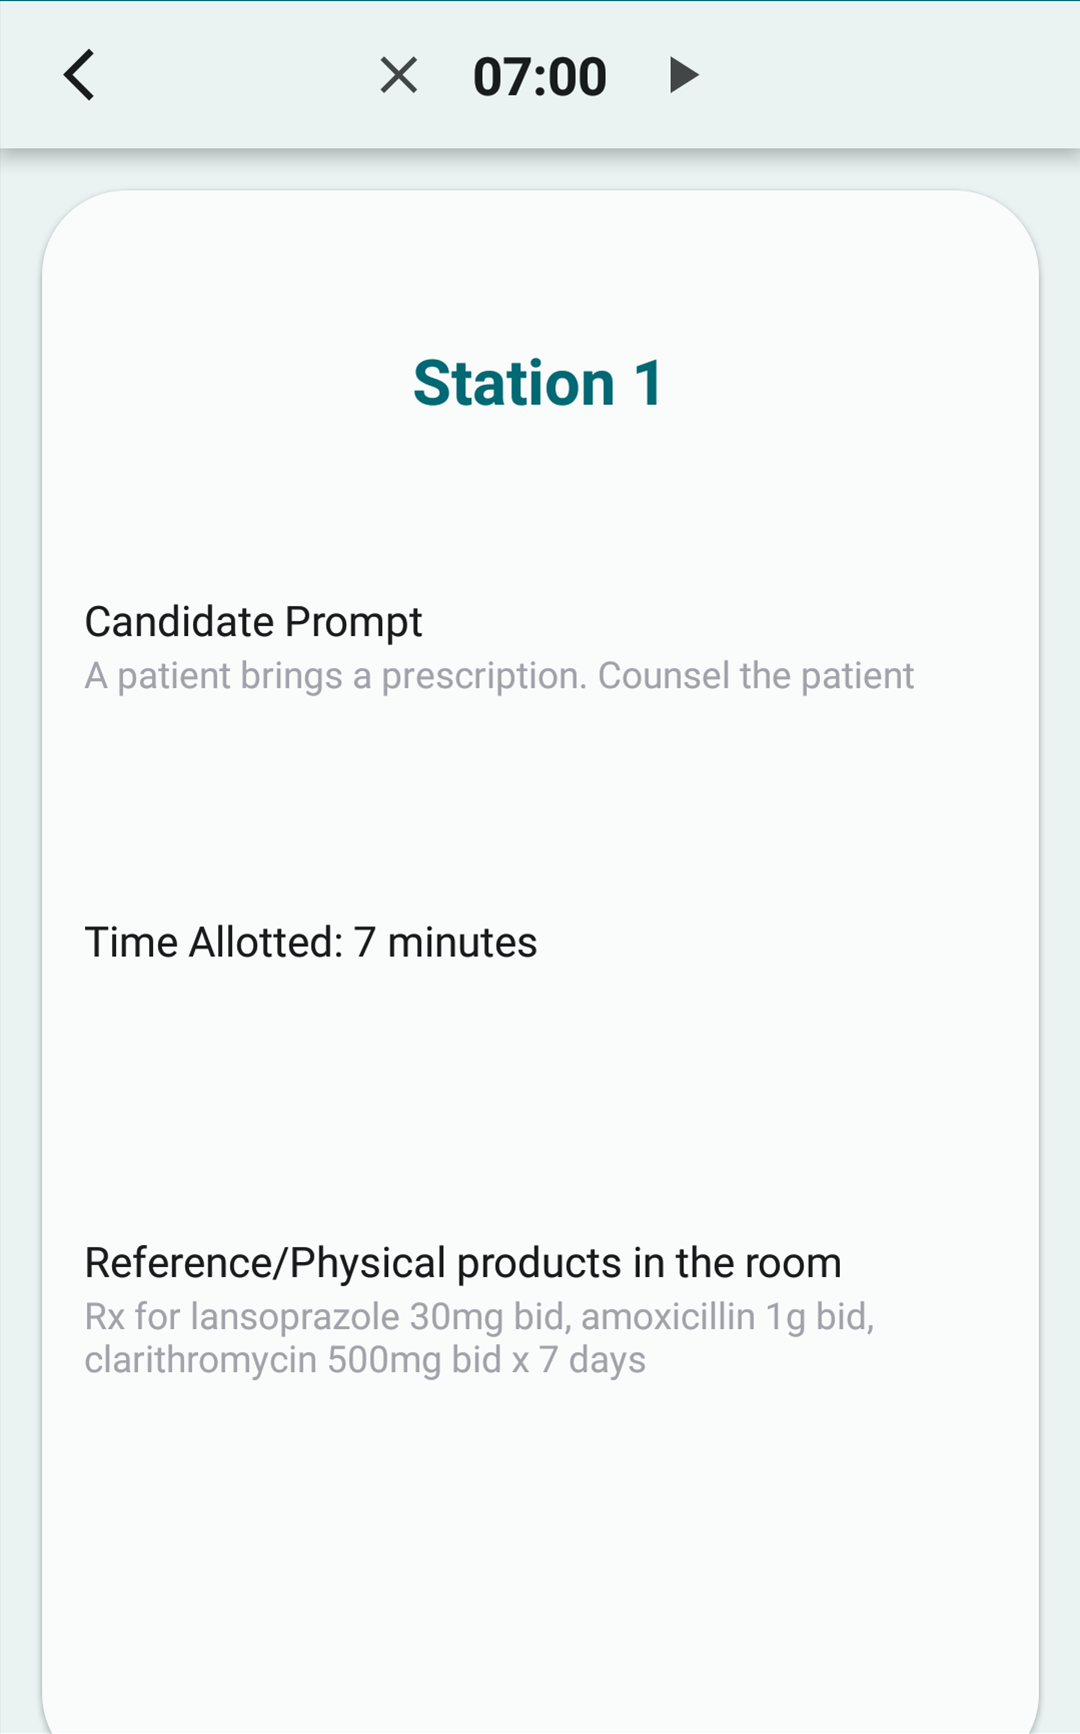 07:00
Station 1
Candidate Prompt
A patient brings a prescription. Counsel the patient
Time Allotted: 7 minutes
Reference/Physical products in the room
Rx for lansoprazole 30mg bid, amoxicillin 1g bid,
clarithromycin 500mg bid x 7 days